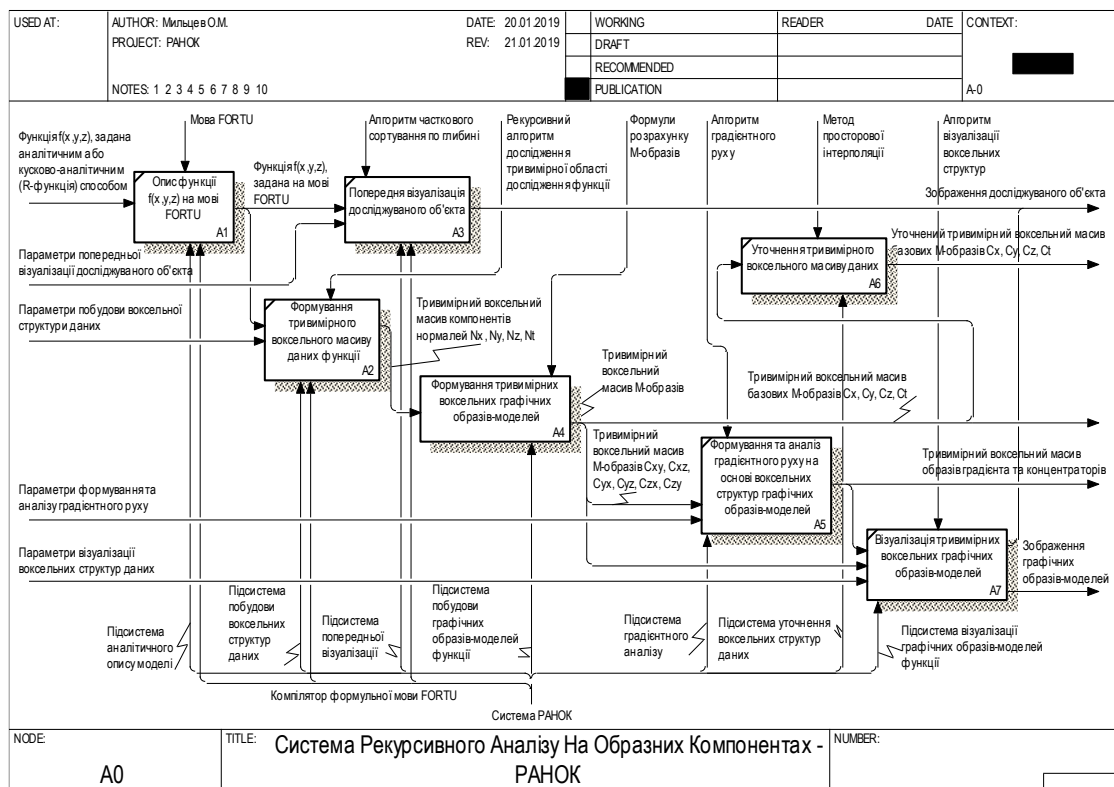 USED AT:
AUTHOR: Мильцев О.М.
DATE: 20.01.2019
PROJECT: РАНОК
REV: 21.01.2019
NOTES: 1 2 3 4 5 6 7 8 9 10
WORKING
DRAFT
RECOMMENDED
PUBLICATION
READER
DATE
CONTEXT:
A-0
Функція f(x,y,z), задана
аналітичним або
кусково-аналітичним
(R-функція) способом
Мова FORTU
Опис функції
f(x,y,z) на мові
FORTU
A1
Функція f(x,y,z),
задана на мові
FORTU
Алгоритм часткового
сортування по глибині
Попередня візуалізація
досліджуваного об'єкта
A3
Рекурсивний
алгоритм
дослідження
тривимірної області
дослідження функції
Формули
розрахунку
М-образів
Алгоритм
градієнтного
руху
Метод
просторової
інтерполяції
Алгоритм
візуалізації
воксельних
структур
Зображення досліджуваного об'єкта
Уточнення тривимірного
воксельного масиву даних
A6
Уточнений тривимірний воксельний масив
базових М-образів Cx, Cy, Cz, Ct
Параметри попередньої
візуалізації досліджуваного об'єкта
Параметри побудови воксельної
структури даних
Формування
тривимірного
воксельного масиву
даних функції
A2
Тривимірний воксельний
масив компонентів
нормалей Nx, Ny, Nz, Nt
Формування тривимірних
воксельних графічних
образів-моделей
A4
Тривимірний
воксельний
масив М-образів
Тривимірний воксельний масив
базових М-образів Cx, Cy, Cz, Ct
Тривимірний
воксельний масив
М-образів Cxy, Cxz,
Cyx, Cyz, Czx, Czy
Формування та аналіз
градієнтного руху на
основі воксельних
структур графічних
образів-моделей
A5
Тривимірний воксельний масив
образів градієнта та концентраторів
Параметри формування та
аналізу градієнтного руху
Параметри візуалізації
воксельних структур даних
Візуалізація тривимірних
воксельних графічних
образів-моделей
A7
Зображення
графічних
образів-моделей
Підсистема
аналітичного
опису моделі
Підсистема
побудови
воксельних
структур
даних
Підсистема
попередньої
візуалізації
Підсистема
побудови
графічних
образів-моделей
функції
Підсистема
градієнтного
аналізу
Підсистема уточнення
воксельних структур
даних
Підсистема візуалізації
графічних образів-моделей
функції
Компілятор формульної мови FORTU
Система РАНОК
NODE:
A0
TITLE:
Система Рекурсивного Аналізу На Образних Компонентах -
РАНОК
NUMBER: